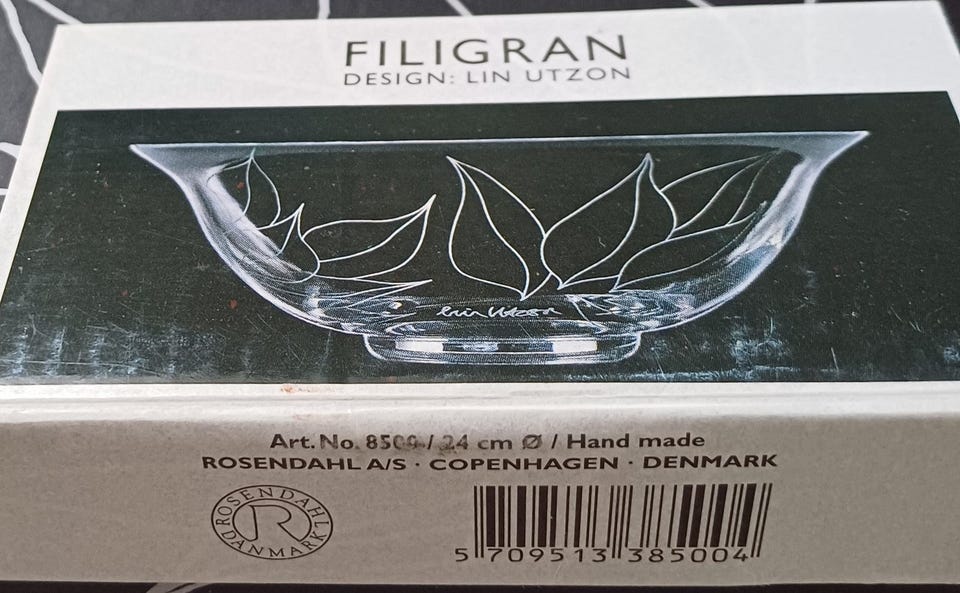 FILIGRAN
DESIGN: LIN UTZON
Lin Utzon
Art. No. / 24 cm Ø / Hand made
ROSENDAHL A/S · COPENHAGEN · DENMARK
ROSENDAHL
R
DANMARK
5 709513 385004